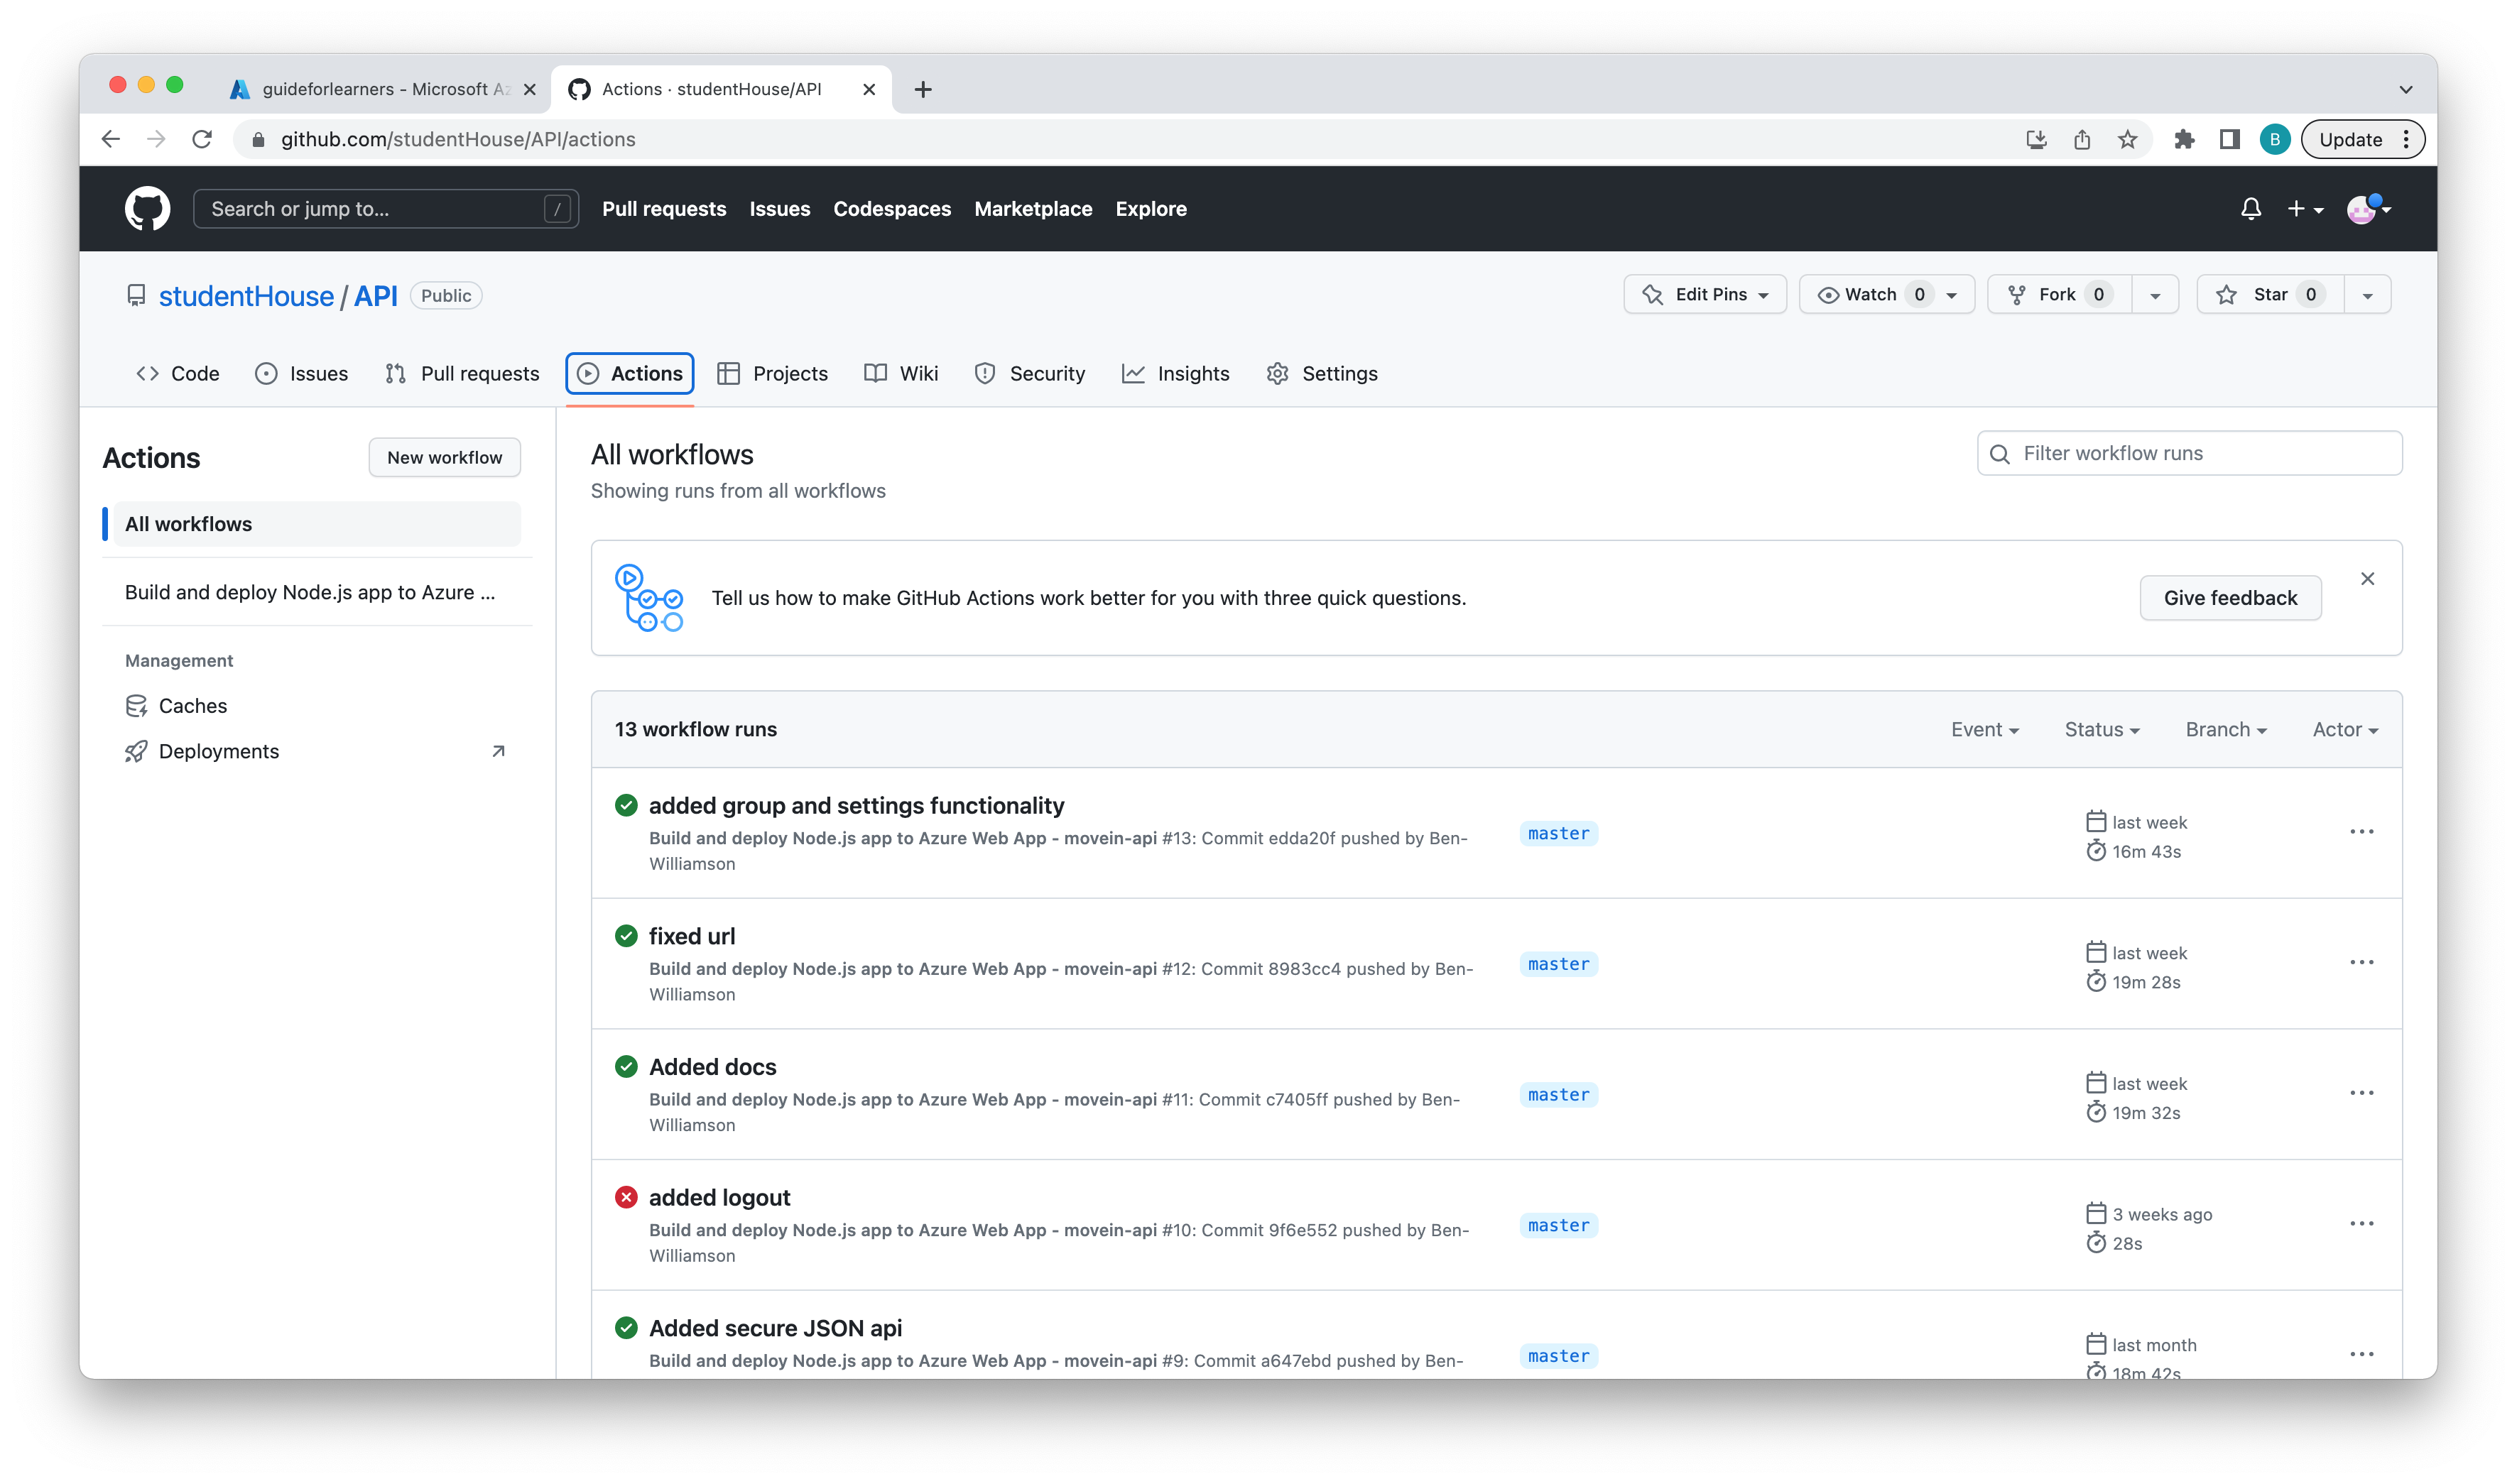 guideforlearners - Microsoft Az
Actions · studentHouse/API
github.com/studentHouse/API/actions
B
Update
Search or jump to...
/
Pull requests
Issues
Codespaces
Marketplace
Explore
studentHouse / API
Public
Edit Pins
Watch 0
Fork 0
Star 0
Code
Issues
Pull requests
Actions
Projects
Wiki
Security
Insights
Settings
Actions
New workflow
All workflows
Build and deploy Node.js app to Azure ...
Management
Caches
Deployments
All workflows
Showing runs from all workflows
Filter workflow runs
Tell us how to make GitHub Actions work better for you with three quick questions.
Give feedback
13 workflow runs
Event
Status
Branch
Actor
added group and settings functionality
Build and deploy Node.js app to Azure Web App - movein-api #13: Commit edda20f pushed by Ben-
Williamson
master
last week
16m 43s
fixed url
Build and deploy Node.js app to Azure Web App - movein-api #12: Commit 8983cc4 pushed by Ben-
Williamson
master
last week
19m 28s
Added docs
Build and deploy Node.js app to Azure Web App - movein-api #11: Commit c7405ff pushed by Ben-
Williamson
master
last week
19m 32s
added logout
Build and deploy Node.js app to Azure Web App - movein-api #10: Commit 9f6e552 pushed by Ben-
Williamson
master
3 weeks ago
28s
Added secure JSON api
Build and deploy Node.js app to Azure Web App - movein-api #9: Commit a647ebd pushed by Ben-
master
last month
18m 42s